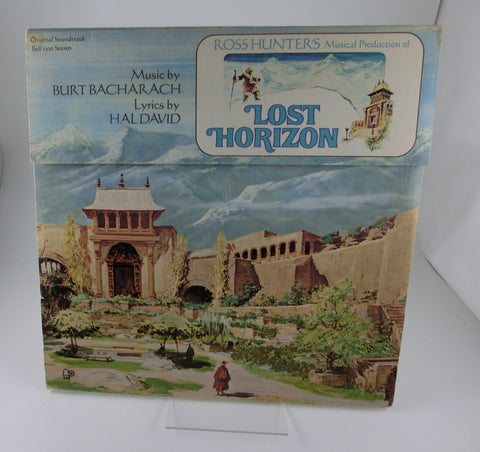 Original Soundtrack
Bell 1300 Stereo
Music by
BURT BACHARACH
Lyrics by
HAL DAVID
ROSS HUNTER'S Musical Production of
LOST
HORIZON